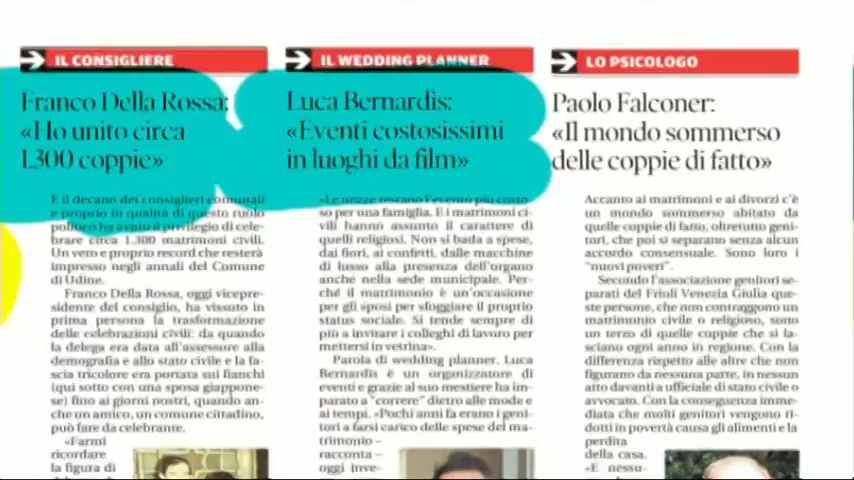 IL CONSIGLIERE
Franco Della Rossa:
«Ho unito circa
1.300 coppie»
È il decano dei consiglieri comunali
e proprio in qualità di questo ruolo
politico ha avuto il privilegio di cele-
brare circa 1.300 matrimoni civili.
Un vero e proprio record che resterà
impresso negli annali del Comune
di Udine.
Franco Della Rossa, oggi vicepre-
sidente del consiglio, ha vissuto in
prima persona la trasformazione
delle celebrazioni civili: da quando
la delega era data all'assessore alla
demografia e allo stato civile e la fa-
scia tricolore era portata sui fianchi
(qui sotto con una sposa giappone-
se) fino ai giorni nostri, quando an-
che un amico, un comune cittadino,
può fare da celebrante.
«Farmi
ricordare
la figura di
IL WEDDING PLANNER
Luca Bernardis:
«Eventi costosissimi
in luoghi da film»
«Le nozze restano l'evento più costo-
so per una famiglia. E i matrimoni ci-
vili hanno assunto il carattere di
quelli religiosi. Non si bada a spese,
dai fiori, ai confetti, dalle macchine
di lusso alla presenza dell'organo
anche nella sede municipale. Per-
ché il matrimonio è un'occasione
per gli sposi per sfoggiare il proprio
status sociale. Si tende sempre di
più a invitare i colleghi di lavoro per
mettersi in vetrina».
Parola di wedding planner. Luca
Bernardis è un organizzatore di
eventi e grazie al suo mestiere ha im-
parato a "correre" dietro alle mode e
ai tempi. «Pochi anni fa erano i geni-
tori a farsi carico delle spese del ma-
trimonio –
racconta –
oggi inve-
LO PSICOLOGO
Paolo Falconer:
«Il mondo sommerso
delle coppie di fatto»
Accanto ai matrimoni e ai divorzi c'è
un mondo sommerso abitato da
quelle coppie di fatto, oltretutto geni-
tori, che poi si separano senza alcun
accordo consensuale. Sono loro i
"nuovi poveri".
Secondo l'associazione genitori se-
parati del Friuli Venezia Giulia que-
ste persone, che non contraggono un
matrimonio civile o religioso, sono
un terzo di quelle coppie che si la-
sciano ogni anno in regione. Con la
differenza rispetto alle altre che non
figurano da nessuna parte, in nessun
atto davanti a ufficiale di stato civile o
avvocato. Con la conseguenza imme-
diata che molti genitori vengono ri-
dotti in povertà causa gli alimenti e la
perdita
della casa.
«E nessu-